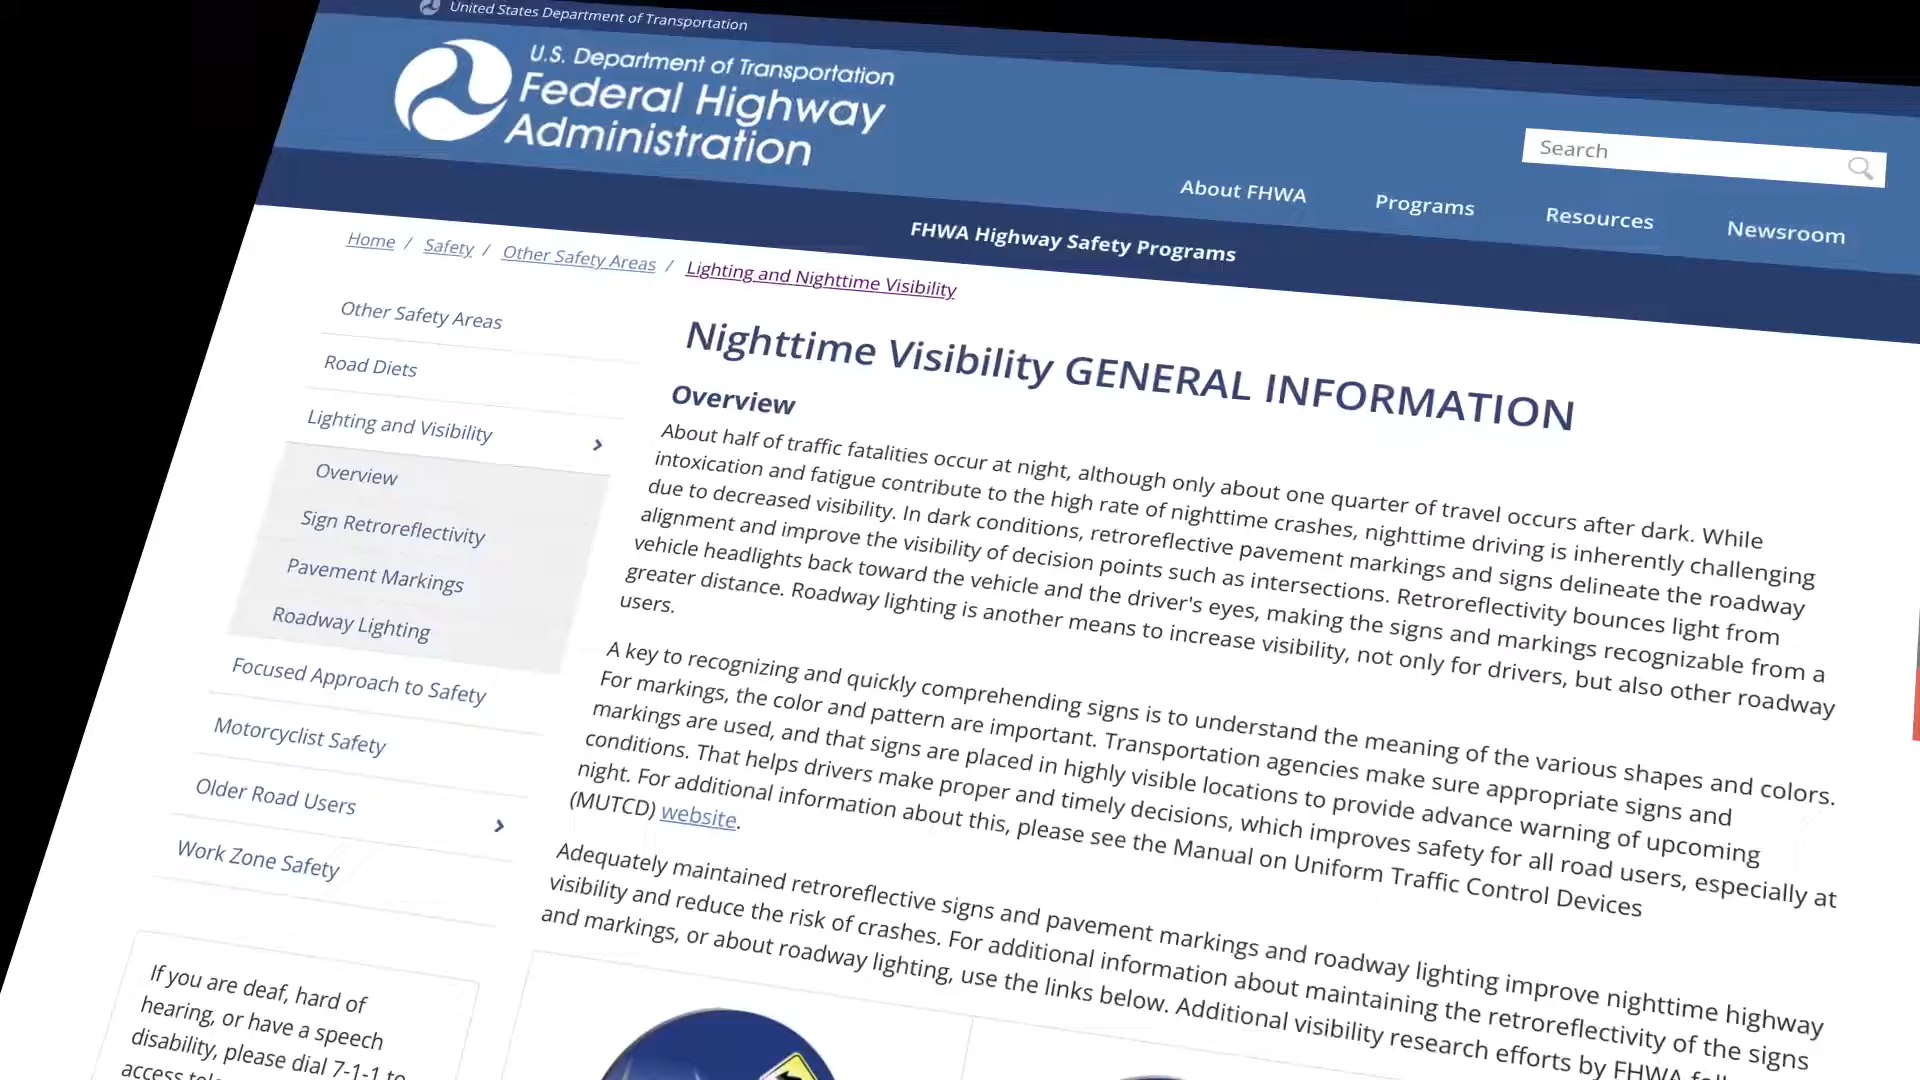 United States Department of Transportation
U.S. Department of Transportation
Federal Highway
Administration
Search
About FHWA
Programs
Resources
Newsroom
FHWA Highway Safety Programs
Home / Safety / Other Safety Areas / Lighting and Nighttime Visibility
Other Safety Areas
Road Diets
Lighting and Visibility
Overview
Sign Retroreflectivity
Pavement Markings
Roadway Lighting
Focused Approach to Safety
Motorcyclist Safety
Older Road Users
Work Zone Safety
If you are deaf, hard of
hearing, or have a speech
disability, please dial 7-1-1 to
access
Nighttime Visibility GENERAL INFORMATION
Overview
About half of traffic fatalities occur at night, although only about one quarter of travel occurs after dark. While
intoxication and fatigue contribute to the high rate of nighttime crashes, nighttime driving is inherently challenging
due to decreased visibility. In dark conditions, retroreflective pavement markings and signs delineate the roadway
alignment and improve the visibility of decision points such as intersections. Retroreflectivity bounces light from
vehicle headlights back toward the vehicle and the driver's eyes, making the signs and markings recognizable from a
greater distance. Roadway lighting is another means to increase visibility, not only for drivers, but also other roadway
users.
A key to recognizing and quickly comprehending signs is to understand the meaning of the various shapes and colors.
For markings, the color and pattern are important. Transportation agencies make sure appropriate signs and
markings are used, and that signs are placed in highly visible locations to provide advance warning of upcoming
conditions. That helps drivers make proper and timely decisions, which improves safety for all road users, especially at
night. For additional information about this, please see the Manual on Uniform Traffic Control Devices
(MUTCD) website.
Adequately maintained retroreflective signs and pavement markings and roadway lighting improve nighttime highway
visibility and reduce the risk of crashes. For additional information about maintaining the retroreflectivity of the signs
and markings, or about roadway lighting, use the links below. Additional visibility research efforts by FHWA